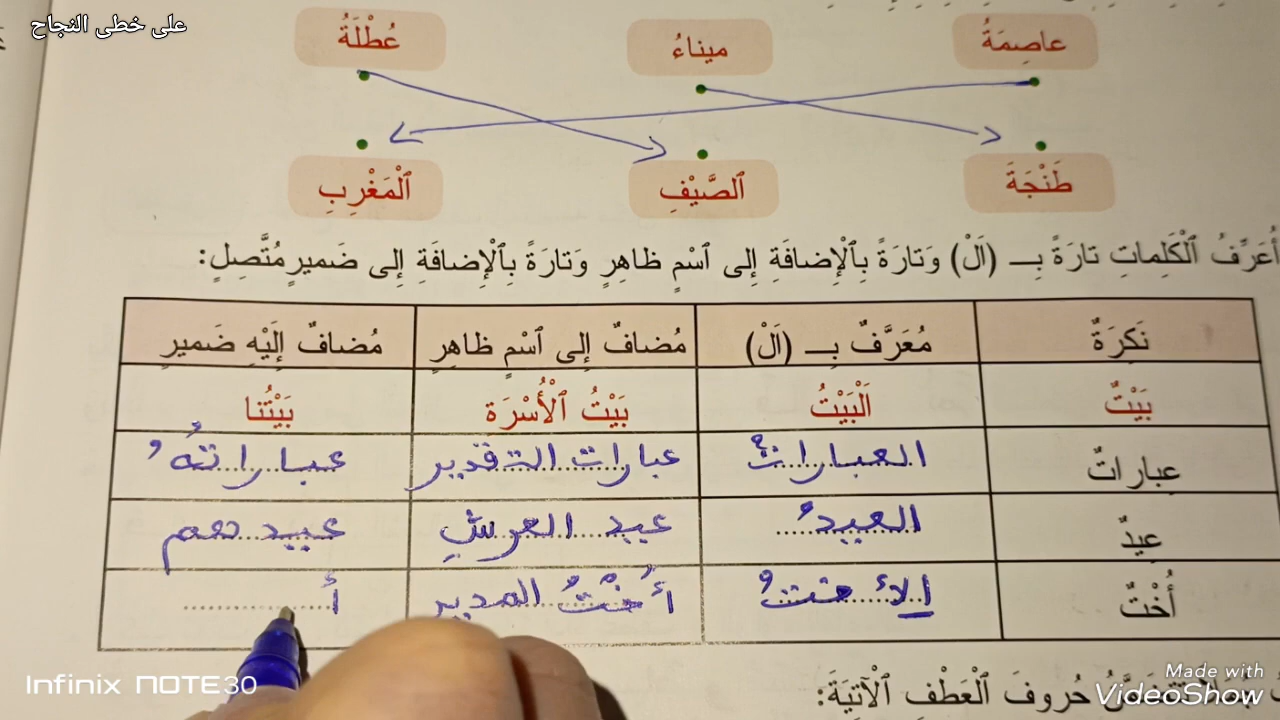 على خطى النجاح
عاصِمَةُ ميناءُ عُطْلَةُ
طَنْجَةَ ٱلصَّيْفِ ٱلْمَغْرِبِ
أُعَرِّفُ ٱلْكَلِماتِ تارَةً بِـ (اَلْ) وَتارَةً بِٱلْإِضافَةِ إِلى ٱسْمٍ ظاهِرٍ وَتارَةً بِٱلْإِضافَةِ إِلى ضَميرٍ مُتَّصِلٍ:
نَكِرَةٌ مُعَرَّفٌ بِـ (اَلْ) مُضافٌ إِلى ٱسْمٍ ظاهِرٍ مُضافٌ إِلَيْهِ ضَميرِ
بَيْتٌ اَلْبَيْتُ بَيْتُ ٱلْأُسْرَةِ بَيْتُنا
عِباراتٌ العبارات عبارات التقدير عباراتهُ
عيدٌ العيدُ عيد العرشِ عيدهم
أُخْتٌ الأختُ أُخْتُ المدير أُ
حُروفَ ٱلْعَطْفِ ٱلْآتِيَةَ:
Infinix NOTE30
Made with
VideoShow